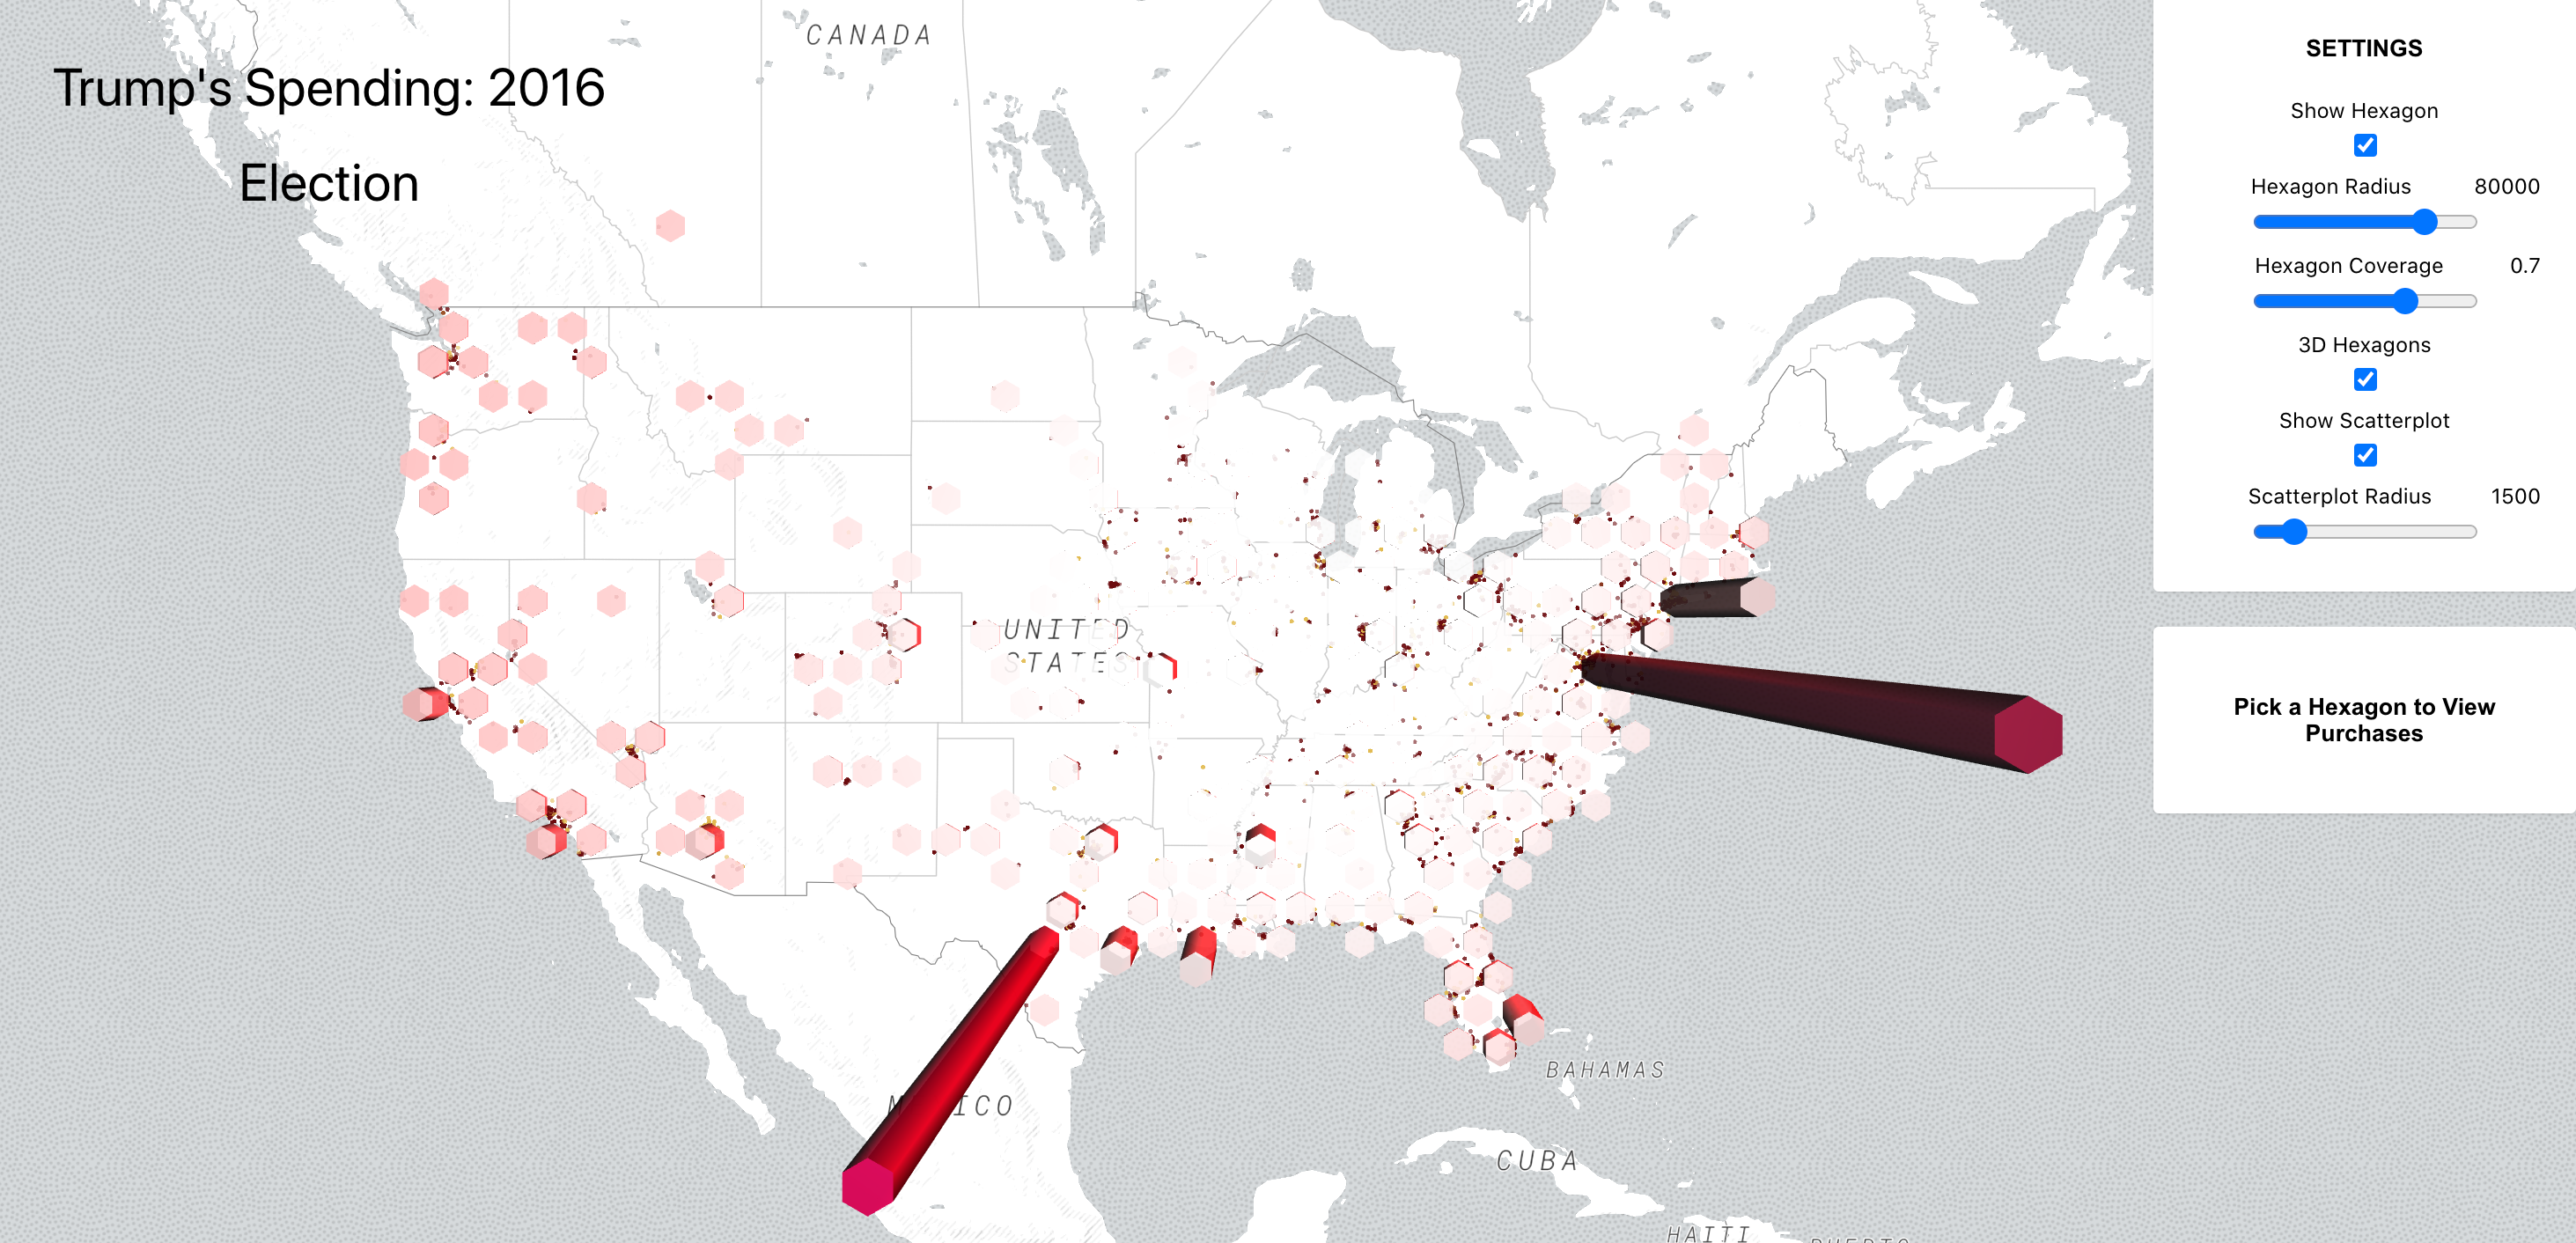 Trump's Spending: 2016
Election
CANADA
UNITED
STATES
BAHAMAS
CUBA
HAITI
SETTINGS
Show Hexagon
Hexagon Radius 80000
Hexagon Coverage 0.7
3D Hexagons
Show Scatterplot
Scatterplot Radius 1500
Pick a Hexagon to View
Purchases